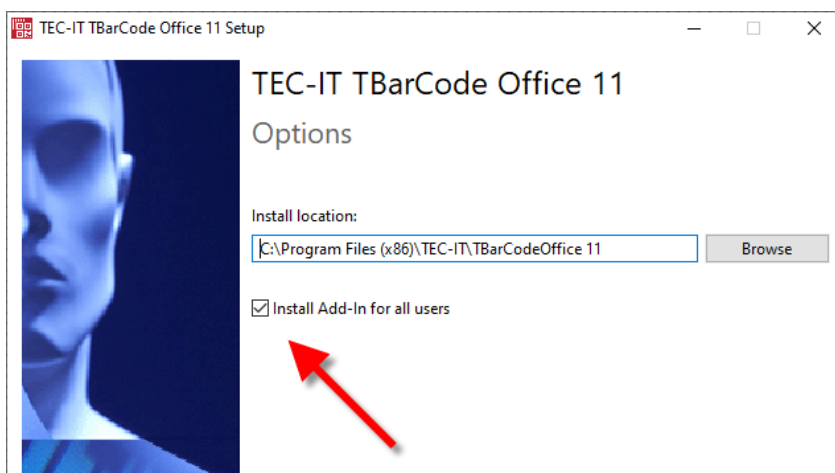 TEC-IT TBarCode Office 11 Setup
TEC-IT TBarCode Office 11
Options
Install location:
C:\Program Files (x86)\TEC-IT\TBarCodeOffice 11
Browse
Install Add-In for all users